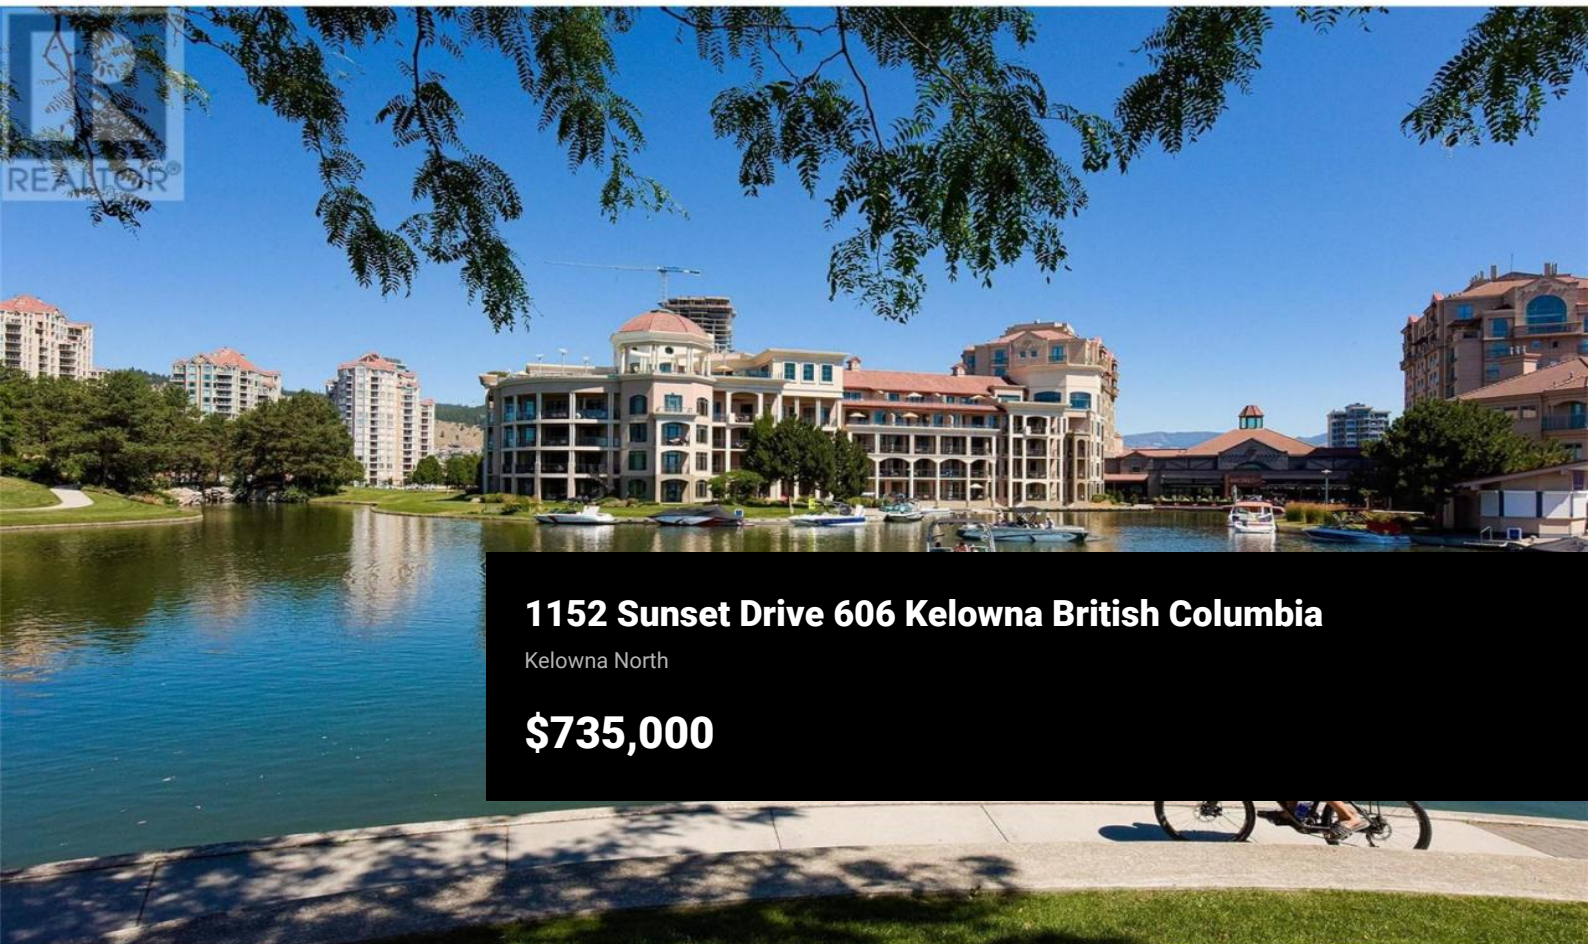 REALTOR®
1152 Sunset Drive 606 Kelowna British Columbia
Kelowna North
$735,000